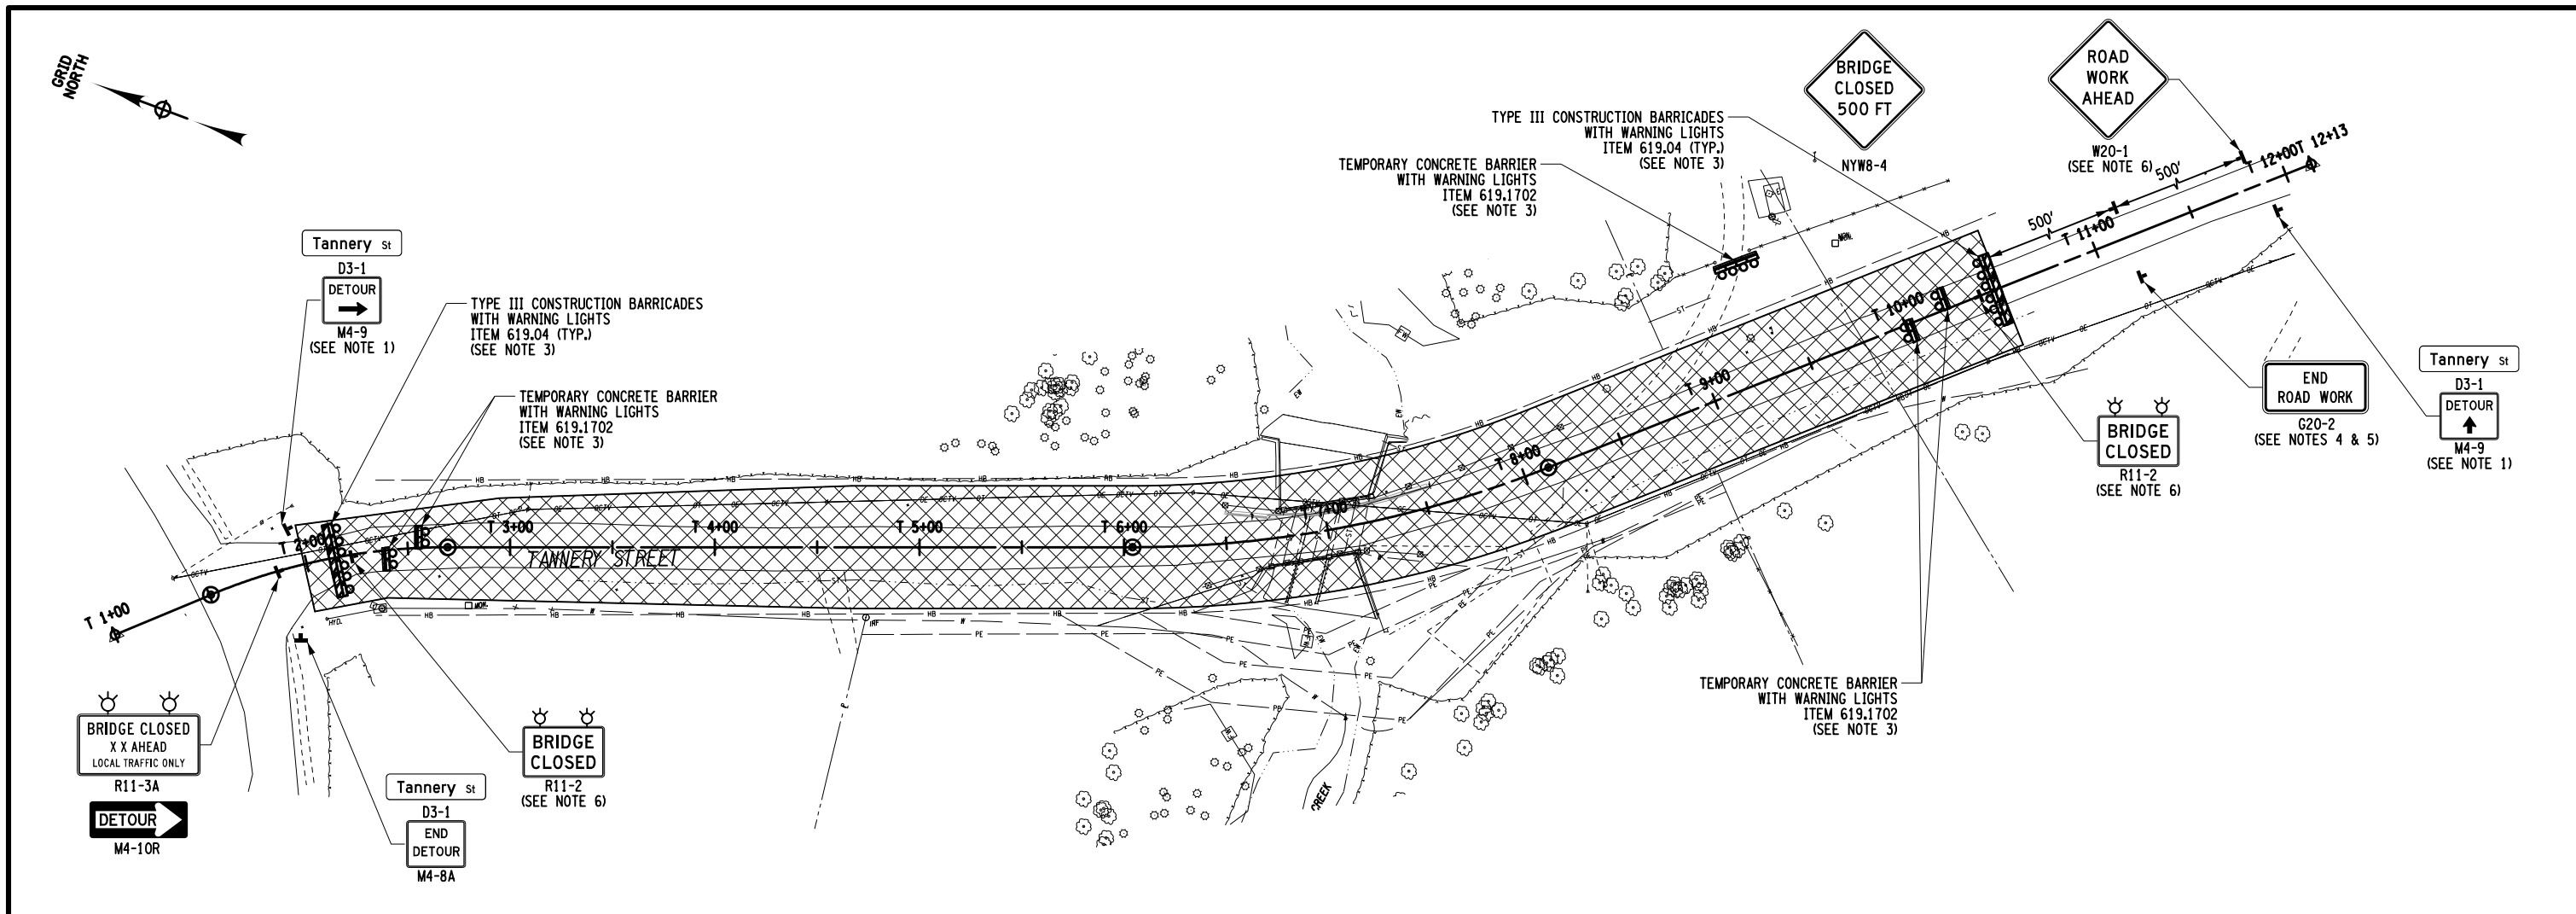 GRID
NORTH
BRIDGE
CLOSED
500 FT
NYW8-4
ROAD
WORK
AHEAD
W20-1
(SEE NOTE 6)
TYPE III CONSTRUCTION BARRICADES
WITH WARNING LIGHTS
ITEM 619.04 (TYP.)
(SEE NOTE 3)
TEMPORARY CONCRETE BARRIER
WITH WARNING LIGHTS
ITEM 619.1702
(SEE NOTE 3)
500'
500'
T 12+00
T 12+13
T 11+00
T 10+00
T 9+00
T 8+00
T 6+00
T 5+00
T 4+00
T 3+00
T 2+00
T 1+00
TANNERY STREET
Tannery St
D3-1
DETOUR
M4-9
(SEE NOTE 1)
TYPE III CONSTRUCTION BARRICADES
WITH WARNING LIGHTS
ITEM 619.04 (TYP.)
(SEE NOTE 3)
TEMPORARY CONCRETE BARRIER
WITH WARNING LIGHTS
ITEM 619.1702
(SEE NOTE 3)
END
ROAD WORK
G20-2
(SEE NOTES 4 & 5)
Tannery St
D3-1
DETOUR
M4-9
(SEE NOTE 1)
BRIDGE
CLOSED
R11-2
(SEE NOTE 6)
TEMPORARY CONCRETE BARRIER
WITH WARNING LIGHTS
ITEM 619.1702
(SEE NOTE 3)
BRIDGE CLOSED
X X AHEAD
LOCAL TRAFFIC ONLY
R11-3A
DETOUR
M4-10R
BRIDGE
CLOSED
R11-2
(SEE NOTE 6)
Tannery St
D3-1
END
DETOUR
M4-8A
CREEK
HYD.
MON.